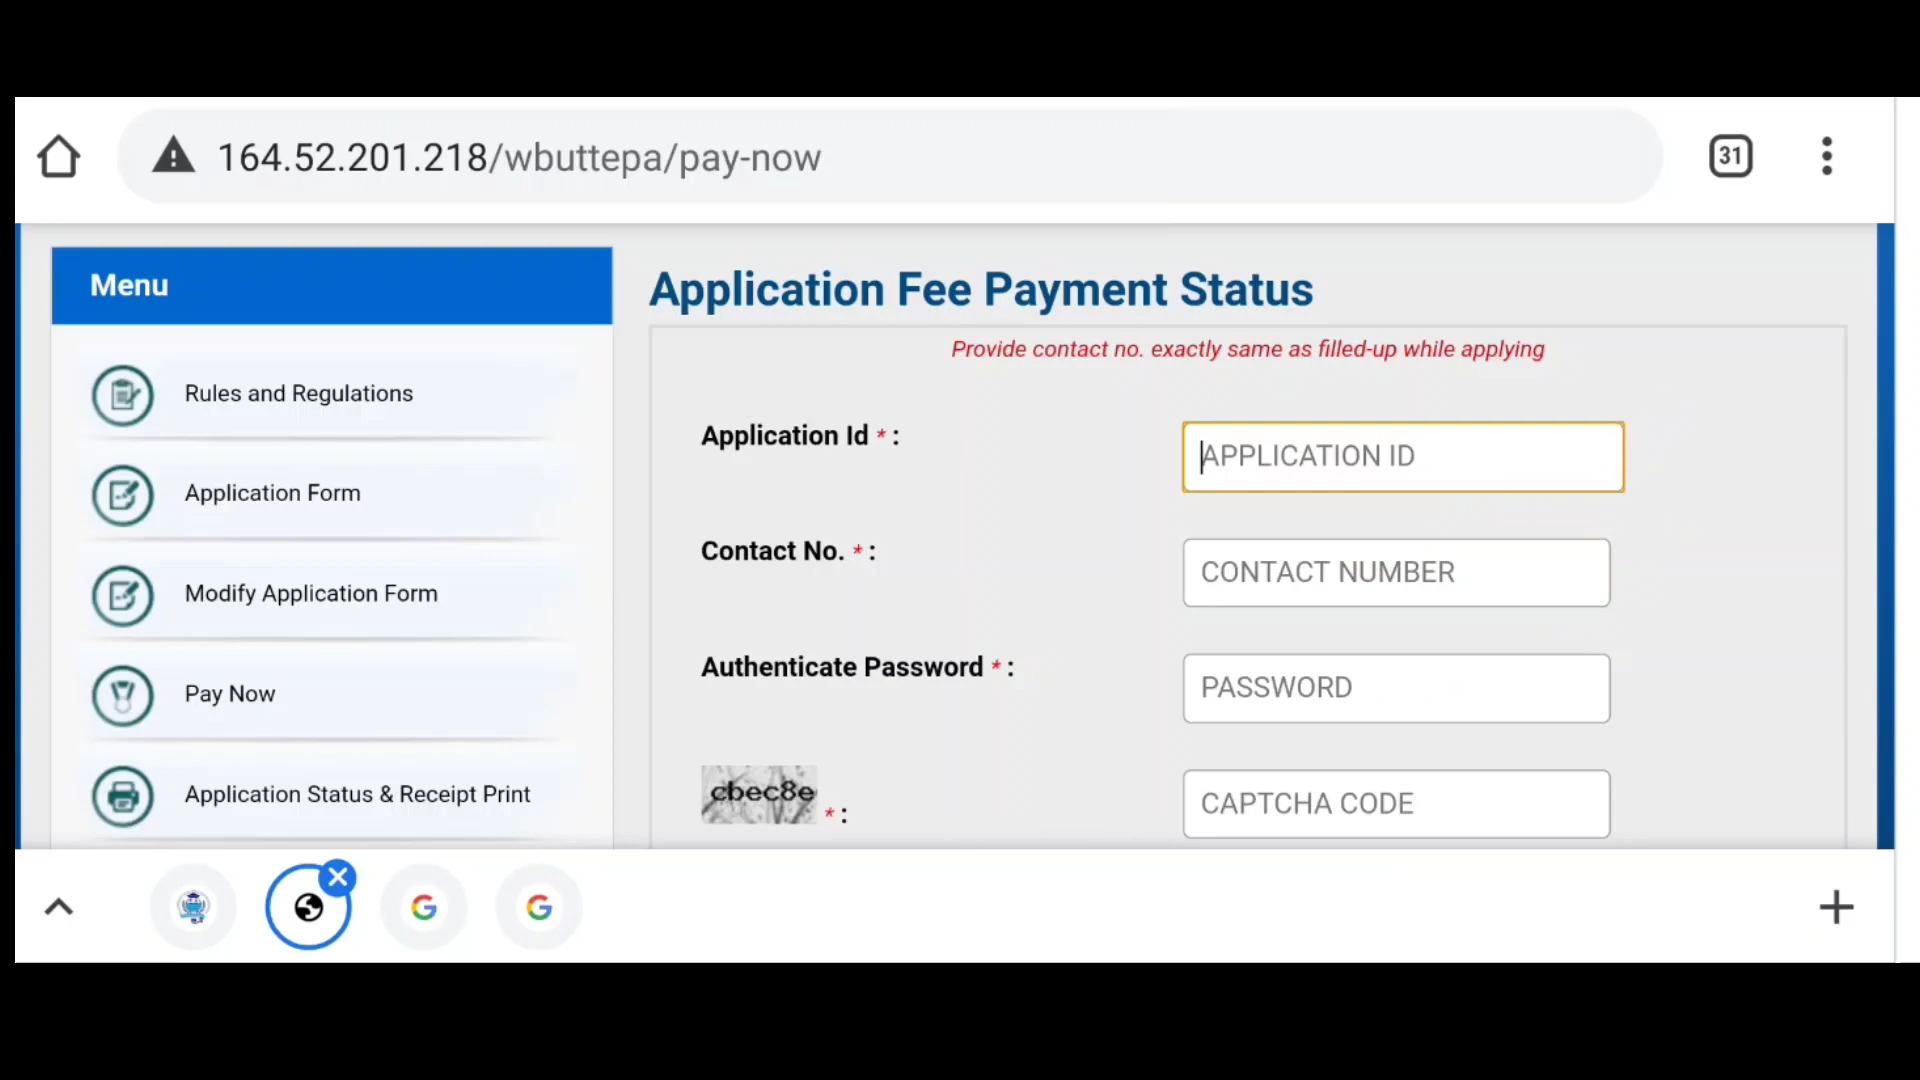 164.52.201.218/wbuttepa/pay-now
31
Menu
Rules and Regulations
Application Form
Modify Application Form
Pay Now
Application Status & Receipt Print
Application Fee Payment Status
Provide contact no. exactly same as filled-up while applying
Application Id * :
APPLICATION ID
Contact No. * :
CONTACT NUMBER
Authenticate Password * :
PASSWORD
cbec8e * :
CAPTCHA CODE